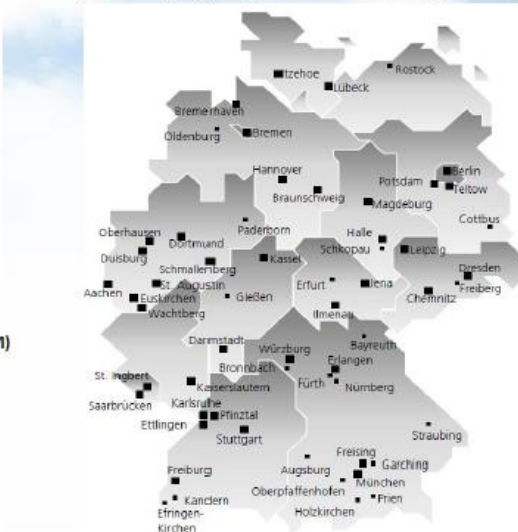 Itzehoe
Rostock
Lübeck
Bremerhaven
Oldenburg
Bremen
Hannover
Berlin
Potsdam
Teltow
Braunschweig
Magdeburg
Cottbus
Paderborn
Oberhausen
Dortmund
Halle
Schkopau
Leipzig
Duisburg
Kassel
Schmallenberg
Dresden
Aachen
St. Augustin
Erfurt
Jena
Freiberg
Euskirchen
Gießen
Chemnitz
Wachtberg
Ilmenau
M)
Darmstadt
Würzburg
Bayreuth
Erlangen
Bronnbach
St. Ingbert
Kaiserslautern
Fürth
Nürnberg
Saarbrücken
Karlsruhe
Pfinztal
Ettlingen
Stuttgart
Straubing
Freising
Augsburg
Garching
Freiburg
München
Oberpfaffenhofen
Kandern
Holzkirchen
Prien
Efringen-
Kirchen